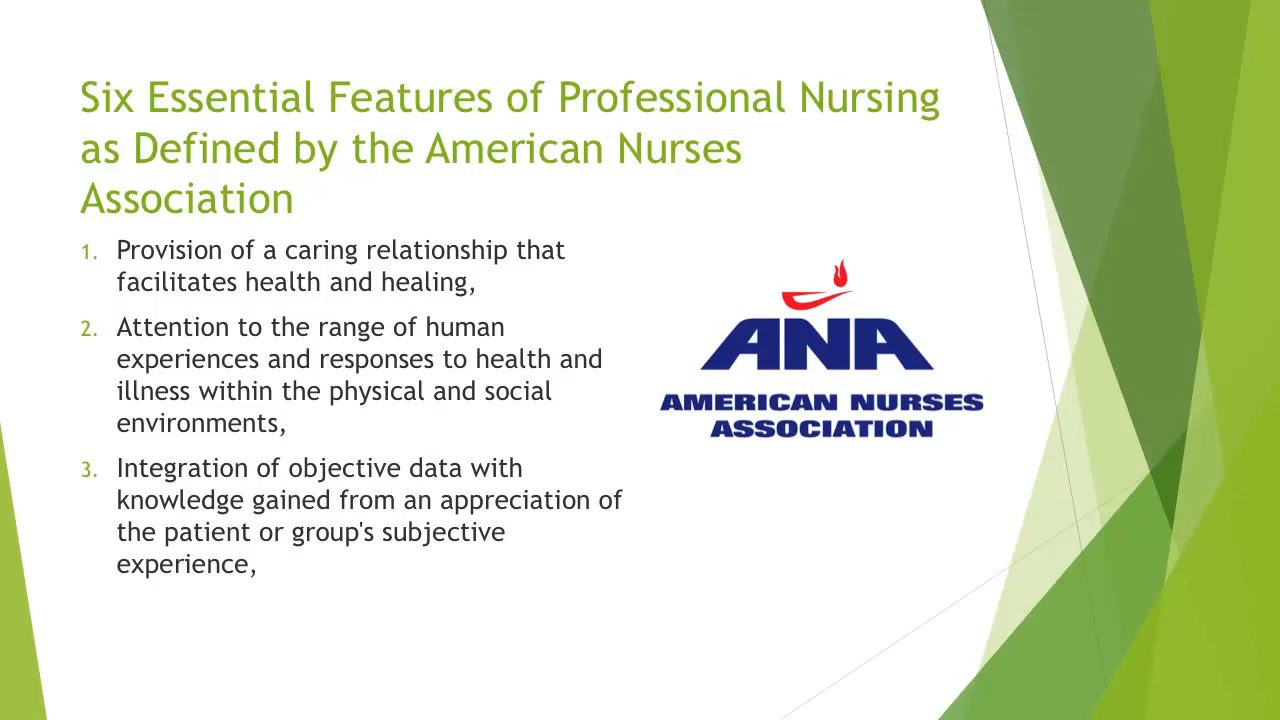 Six Essential Features of Professional Nursing
as Defined by the American Nurses
Association
1. Provision of a caring relationship that
facilitates health and healing,
2. Attention to the range of human
experiences and responses to health and
illness within the physical and social
environments,
3. Integration of objective data with
knowledge gained from an appreciation of
the patient or group's subjective
experience,
ANA
AMERICAN NURSES
ASSOCIATION